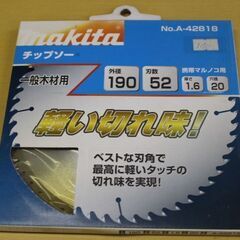 makita
No.A-42818
チップソー
一般木材用
外径 刃数 携帯マルノコ用
190 52 厚さ 1.6 穴径 20
軽い切れ味!
ベストな刃角で
最高に軽いタッチの
切れ味を実現!